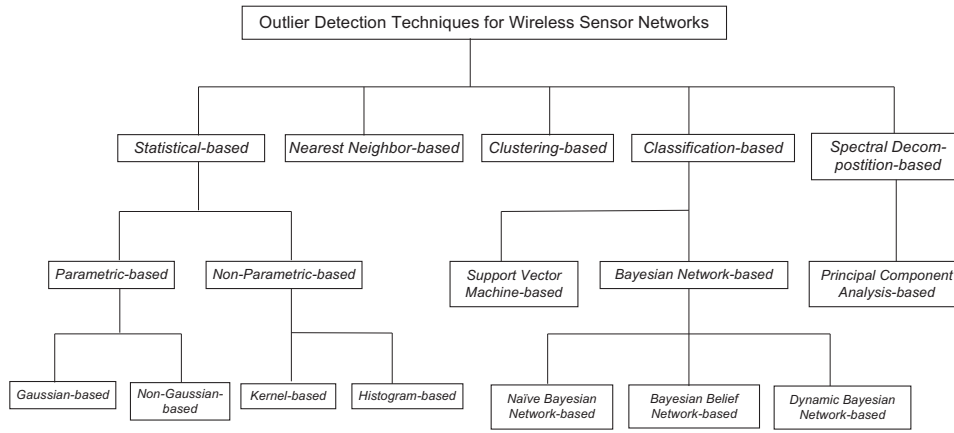 Outlier Detection Techniques for Wireless Sensor Networks
Statistical-based
Nearest Neighbor-based
Clustering-based
Classification-based
Spectral Decom-
postition-based
Parametric-based
Non-Parametric-based
Support Vector
Machine-based
Bayesian Network-based
Principal Component
Analysis-based
Gaussian-based
Non-Gaussian-
based
Kernel-based
Histogram-based
Naïve Bayesian
Network-based
Bayesian Belief
Network-based
Dynamic Bayesian
Network-based